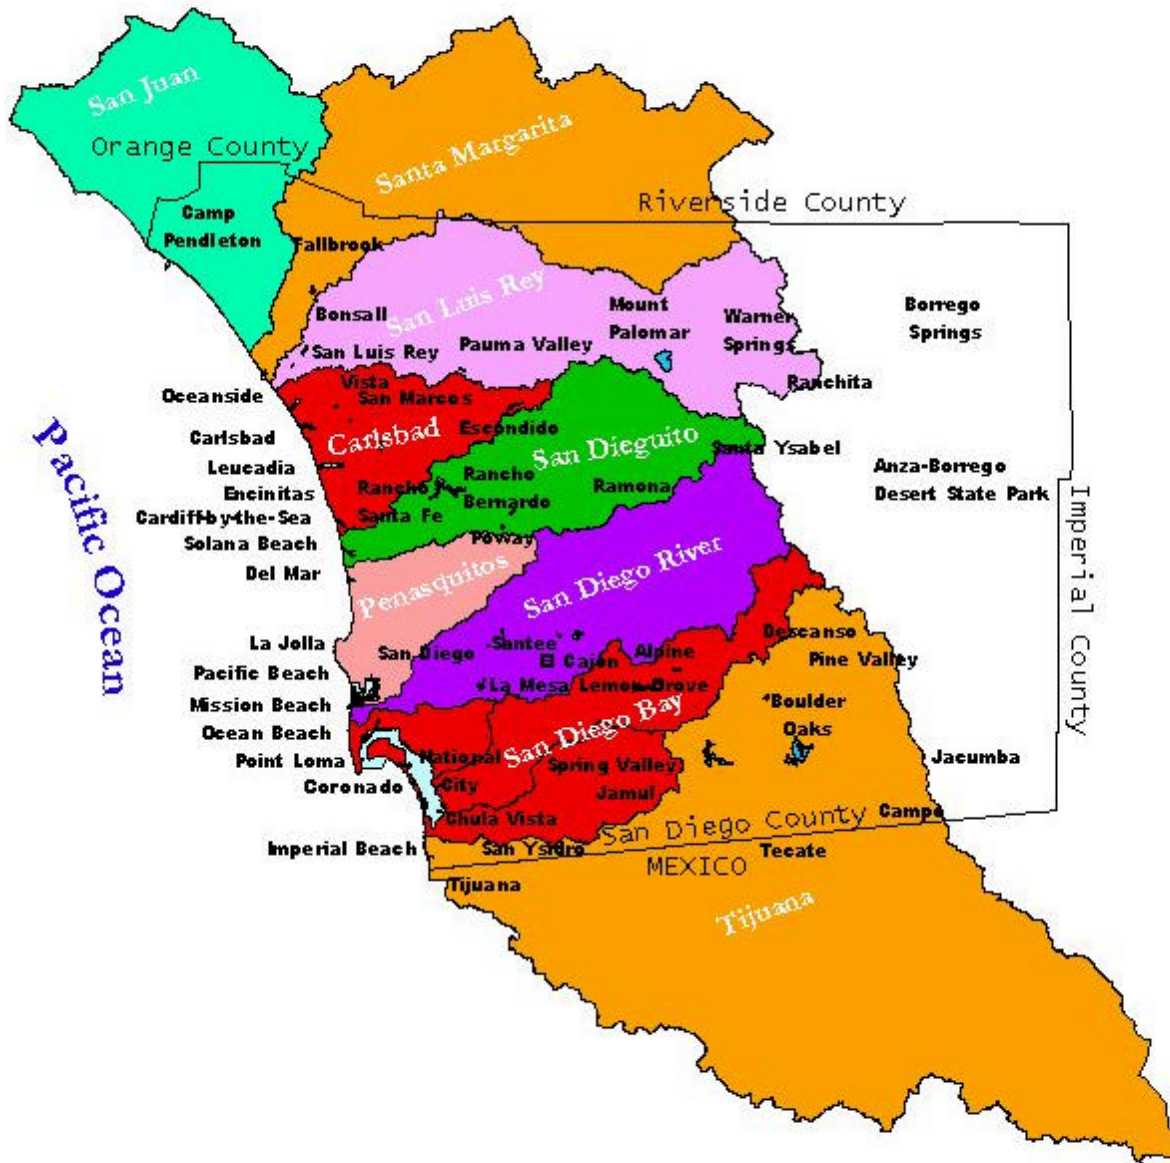 San Juan
Orange County
Santa Margarita
Riverside County
Camp
Pendleton
Fallbrook
San Luis Rey
Bonsall
Mount
Palomar
Warner
Springs
Borrego
Springs
San Luis Rey
Pauma Valley
Ranchita
Vista
Oceanside
San Marcos
Carlsbad
Carlsbad
Escondido
San Dieguito
Santa Ysabel
Pacific Ocean
Leucadia
Rancho
Bernardo
Ramona
Anza-Borrego
Desert State Park
Encinitas
Rancho
Santa Fe
Cardiff-by-the-Sea
Solana Beach
Poway
Del Mar
Penasquitos
San Diego River
Imperial County
La Jolla
San Diego
Santee
El Cajon
Alpine
Descanso
Pine Valley
Pacific Beach
La Mesa
Lemon Grove
Mission Beach
San Diego Bay
Boulder
Oaks
Ocean Beach
Point Loma
National
City
Spring Valley
Jacumba
Coronado
Jamul
Chula Vista
San Diego County
Campo
Imperial Beach
San Ysidro
MEXICO
Tecate
Tijuana
Tijuana